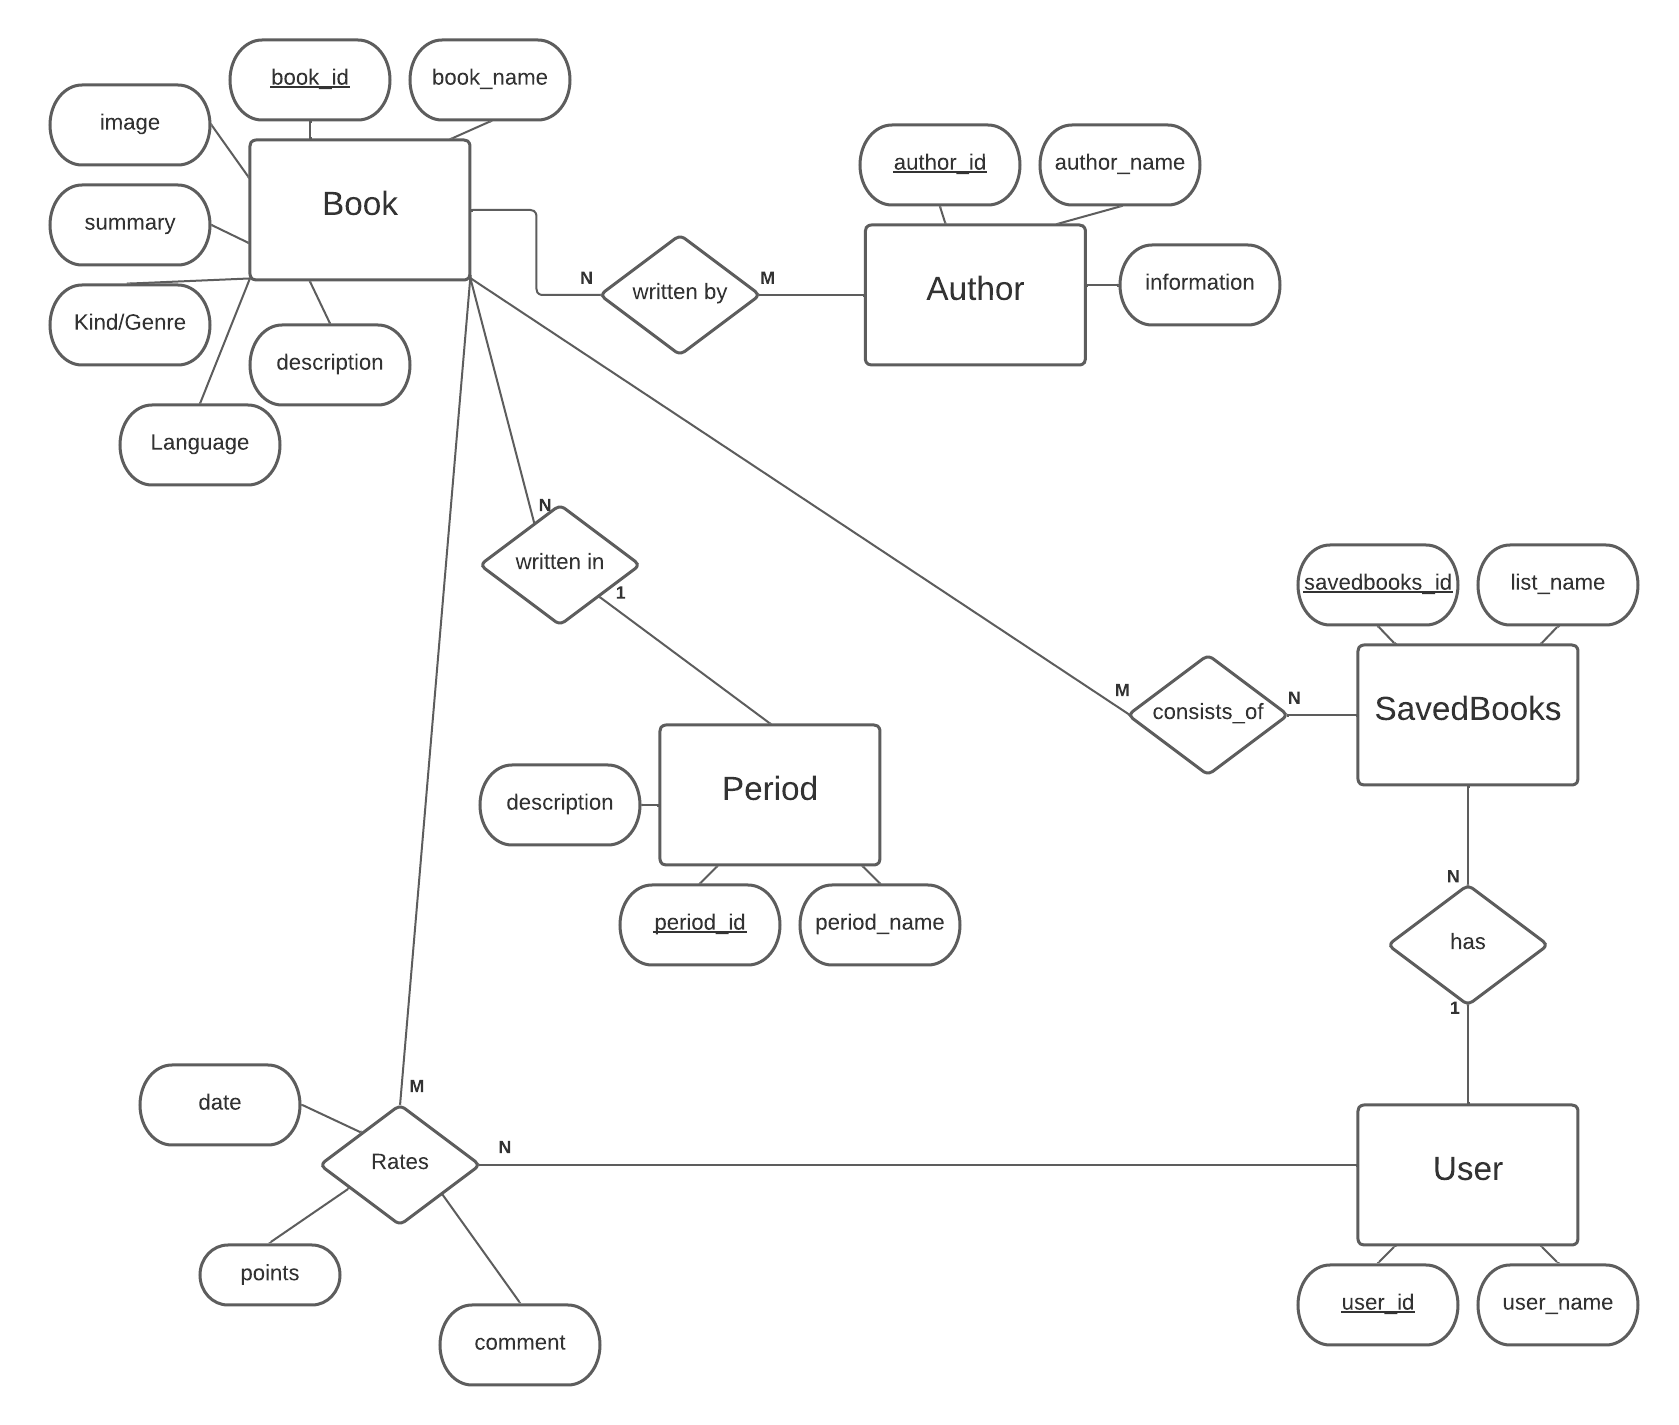 book_id
book_name
image
Book
summary
Kind/Genre
description
Language
author_id
author_name
Author
information
N
written by
M
N
written in
1
savedbooks_id
list_name
M
consists_of
N
SavedBooks
Period
description
period_id
period_name
N
has
1
date
M
Rates
N
User
points
comment
user_id
user_name